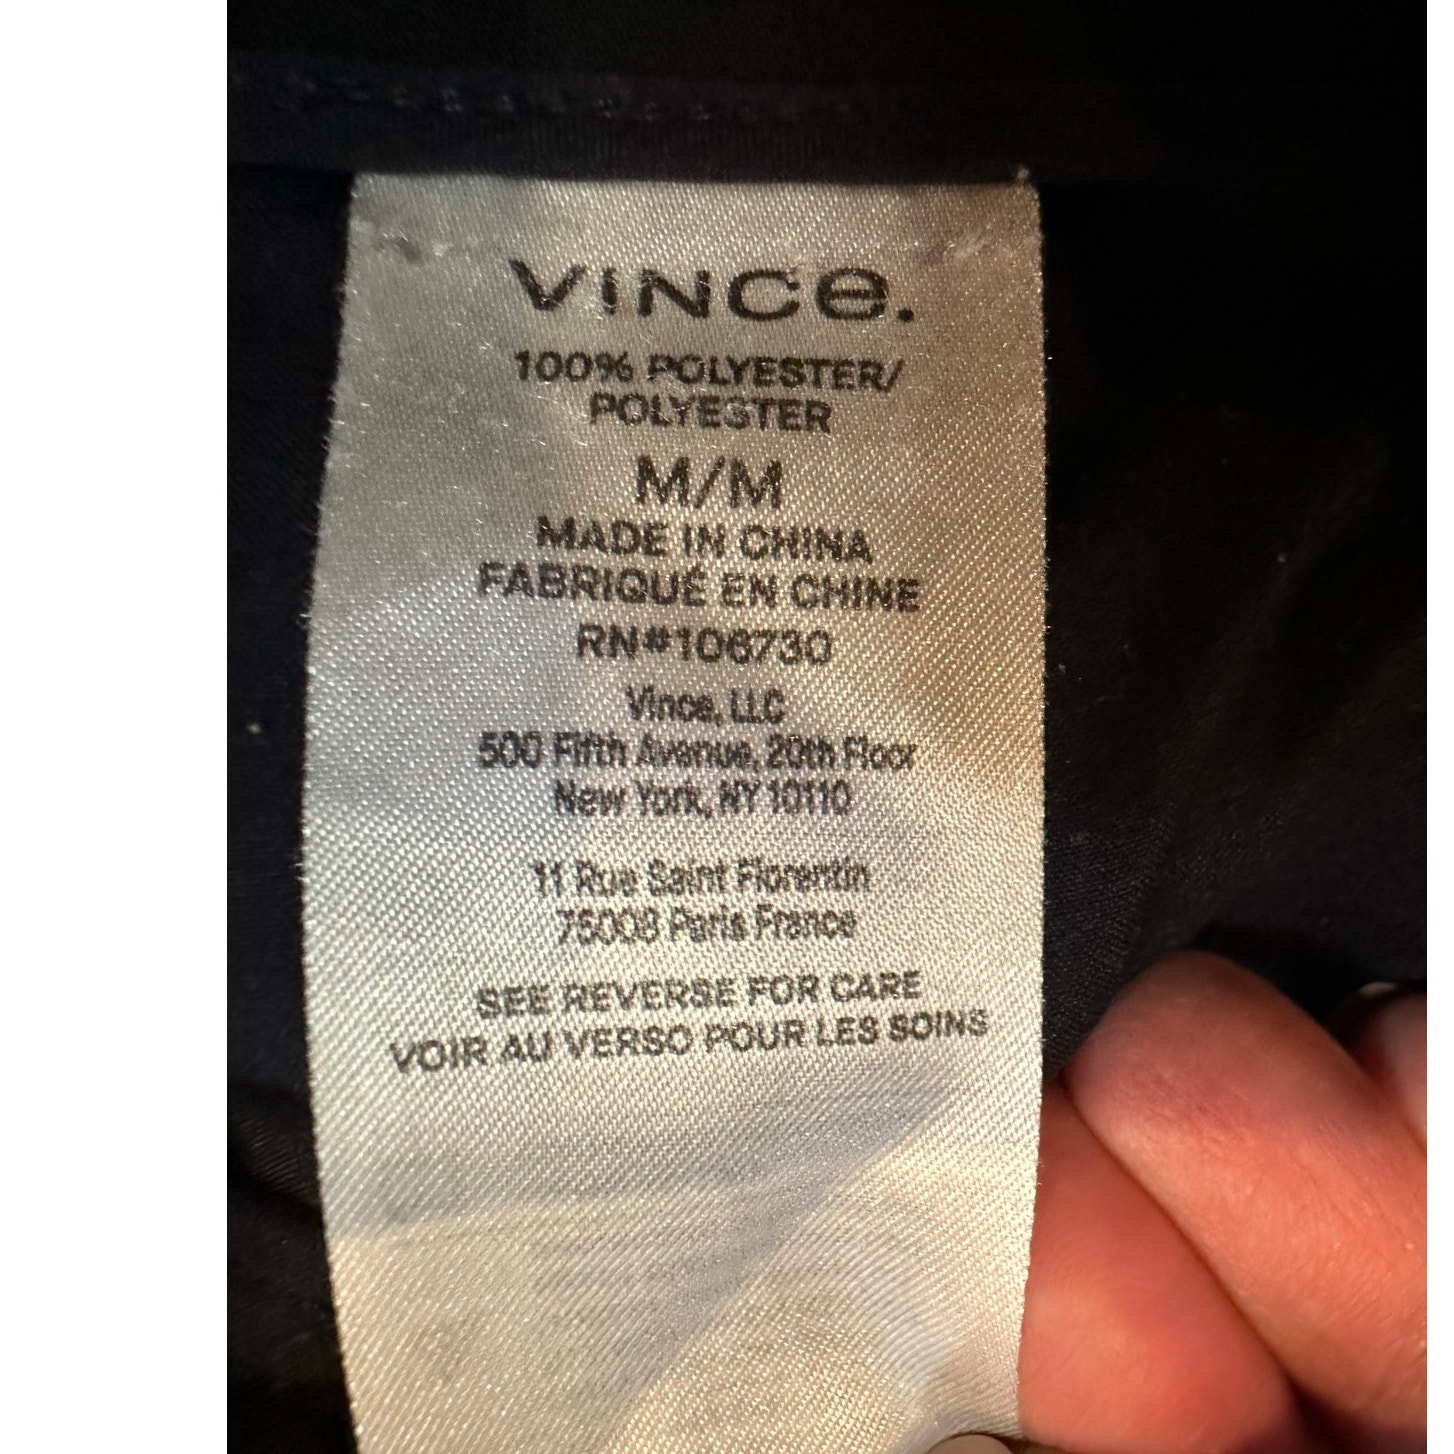 VINCe.
100% POLYESTER/
POLYESTER
M/M
MADE IN CHINA
FABRIQUÉ EN CHINE
RN#106730
Vince, LLC
500 Fifth Avenue, 20th Floor
New York, NY 10110
11 Rue Saint Florentin
75008 Paris France
SEE REVERSE FOR CARE
VOIR AU VERSO POUR LES SOINS